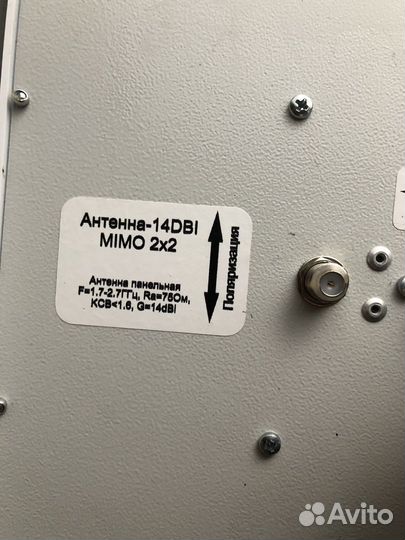 Антенна-14DBI
MIMO 2x2
Антенна панельная
F=1.7-2.7ГГц, Ra=75Ом,
КСВ<1.6, G=14dBi
Поляризация
Avito